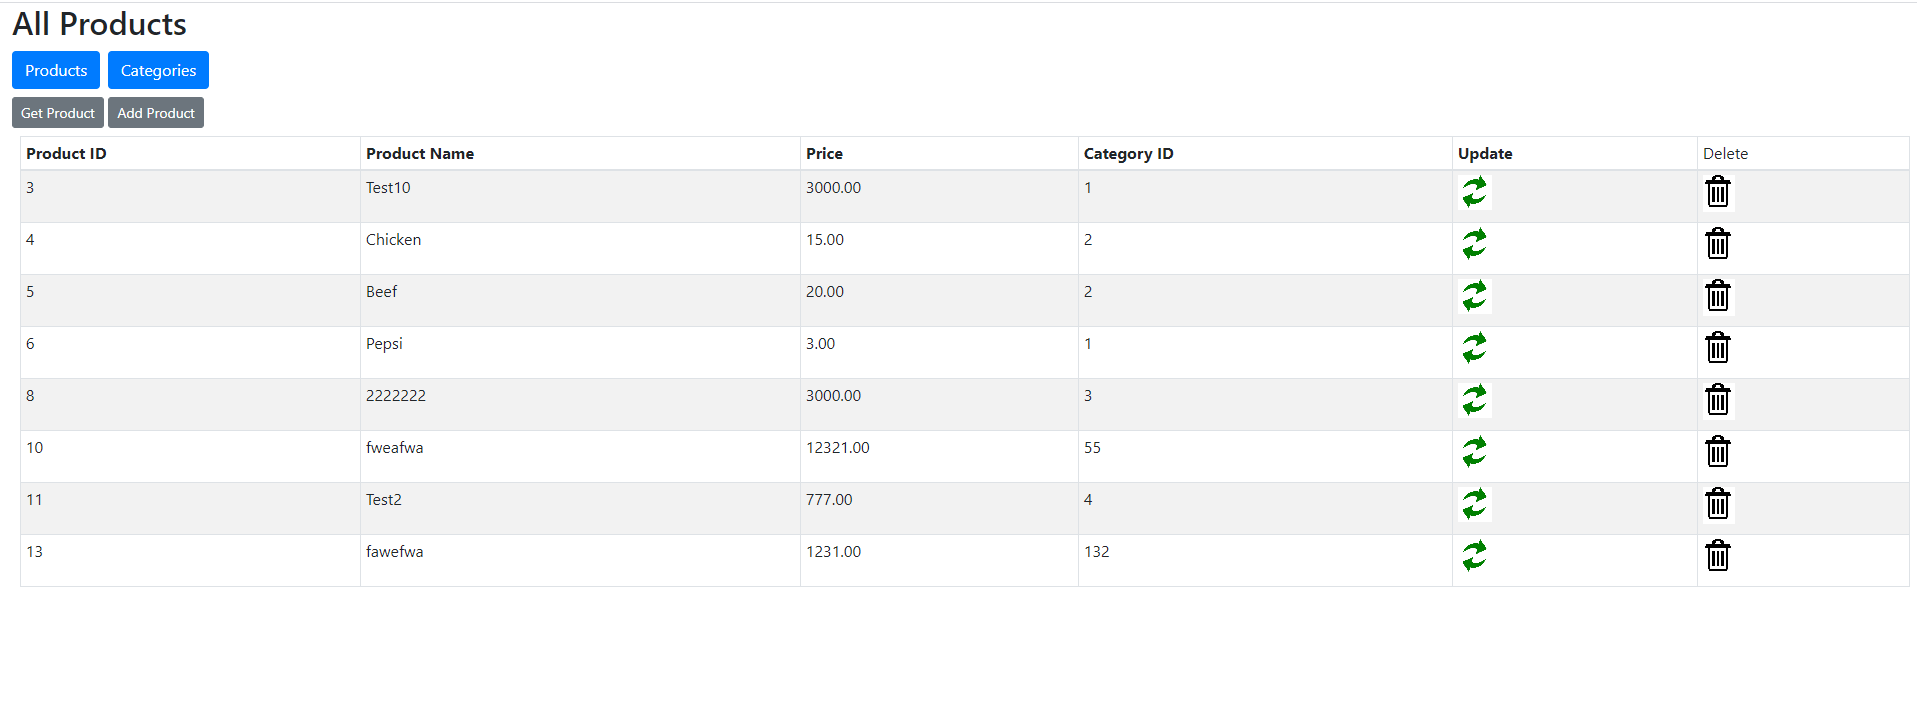 All Products
Products Categories
Get Product Add Product
Product ID Product Name Price Category ID Update Delete
3 Test10 3000.00 1
4 Chicken 15.00 2
5 Beef 20.00 2
6 Pepsi 3.00 1
8 2222222 3000.00 3
10 fweafwa 12321.00 55
11 Test2 777.00 4
13 fawefwa 1231.00 132